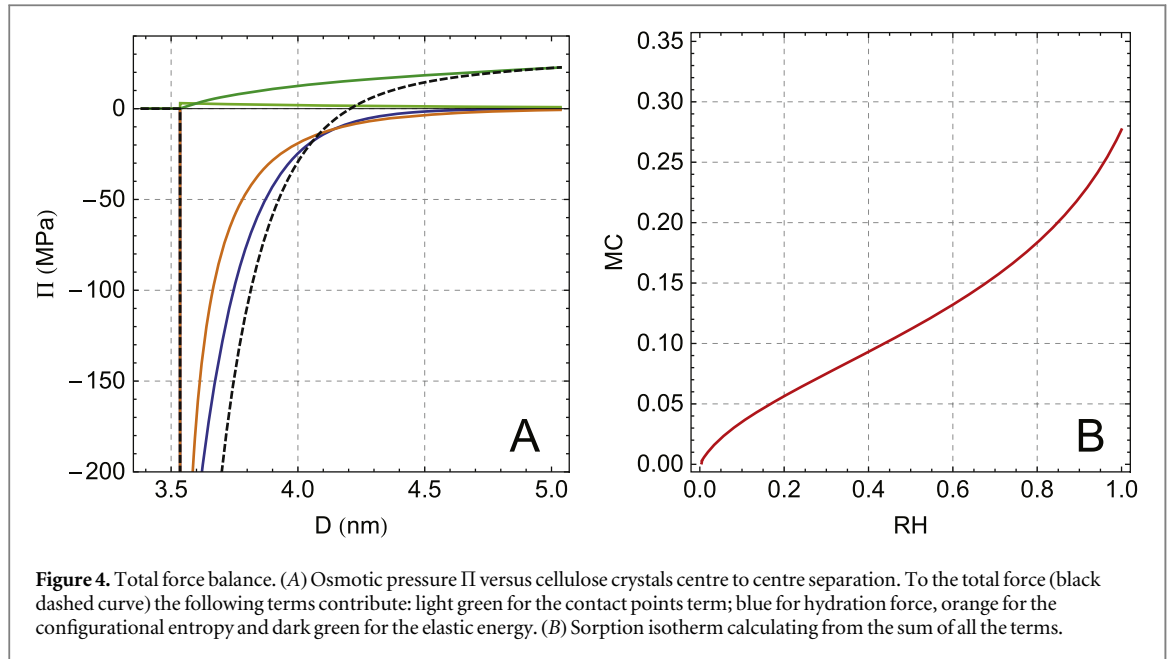 0
−50
−100
−150
−200
3.5 4.0 4.5 5.0
Π (MPa)
D (nm)
A
0.35
0.30
0.25
0.20
0.15
0.10
0.05
0.00
0.0 0.2 0.4 0.6 0.8 1.0
MC
RH
B
Figure 4. Total force balance. (A) Osmotic pressure Π versus cellulose crystals centre to centre separation. To the total force (black
dashed curve) the following terms contribute: light green for the contact points term; blue for hydration force, orange for the
configurational entropy and dark green for the elastic energy. (B) Sorption isotherm calculating from the sum of all the terms.